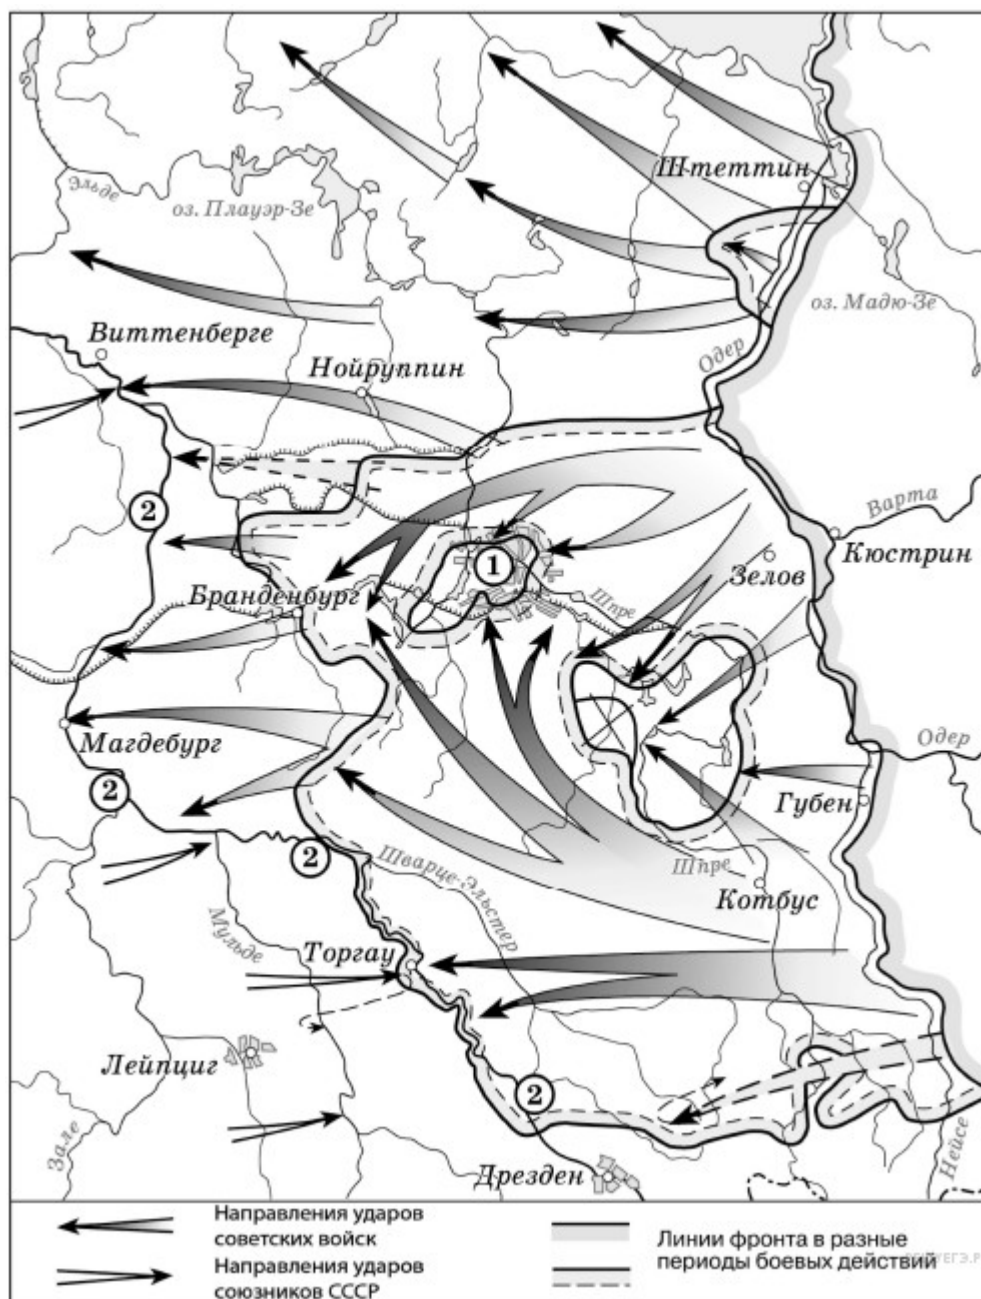 Штеттин
Эльде
оз. Плауэр-Зе
оз. Мадю-Зе
Виттенберге
Одер
Нойруппин
2
Варта
1
Кюстрин
Зелов
Бранденбург
Шпре
Магдебург
Одер
2
Губен
2
Шварце-Эльстер
Шпре
Котбус
Мульде
Торгау
Лейпциг
2
Зале
Нейсе
Дрезден
Направления ударов
советских войск
Направления ударов
союзников СССР
Линии фронта в разные
периоды боевых действий